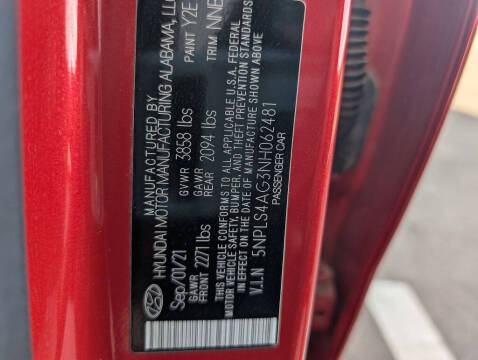 MANUFACTURED BY
HYUNDAI MOTOR MANUFACTURING ALABAMA, LL
Sep/01/21 GVWR 3858 lbs PAINT Y2E
GAWR FRONT 2271 lbs GAWR REAR 2094 lbs TRIM NNB
THIS VEHICLE CONFORMS TO ALL APPLICABLE U.S.A. FEDERAL
MOTOR VEHICLE SAFETY, BUMPER, AND THEFT PREVENTION STANDARDS
IN EFFECT ON THE DATE OF MANUFACTURE SHOWN ABOVE
V.I.N 5NPLS4AG3NH062481
PASSENGER CAR